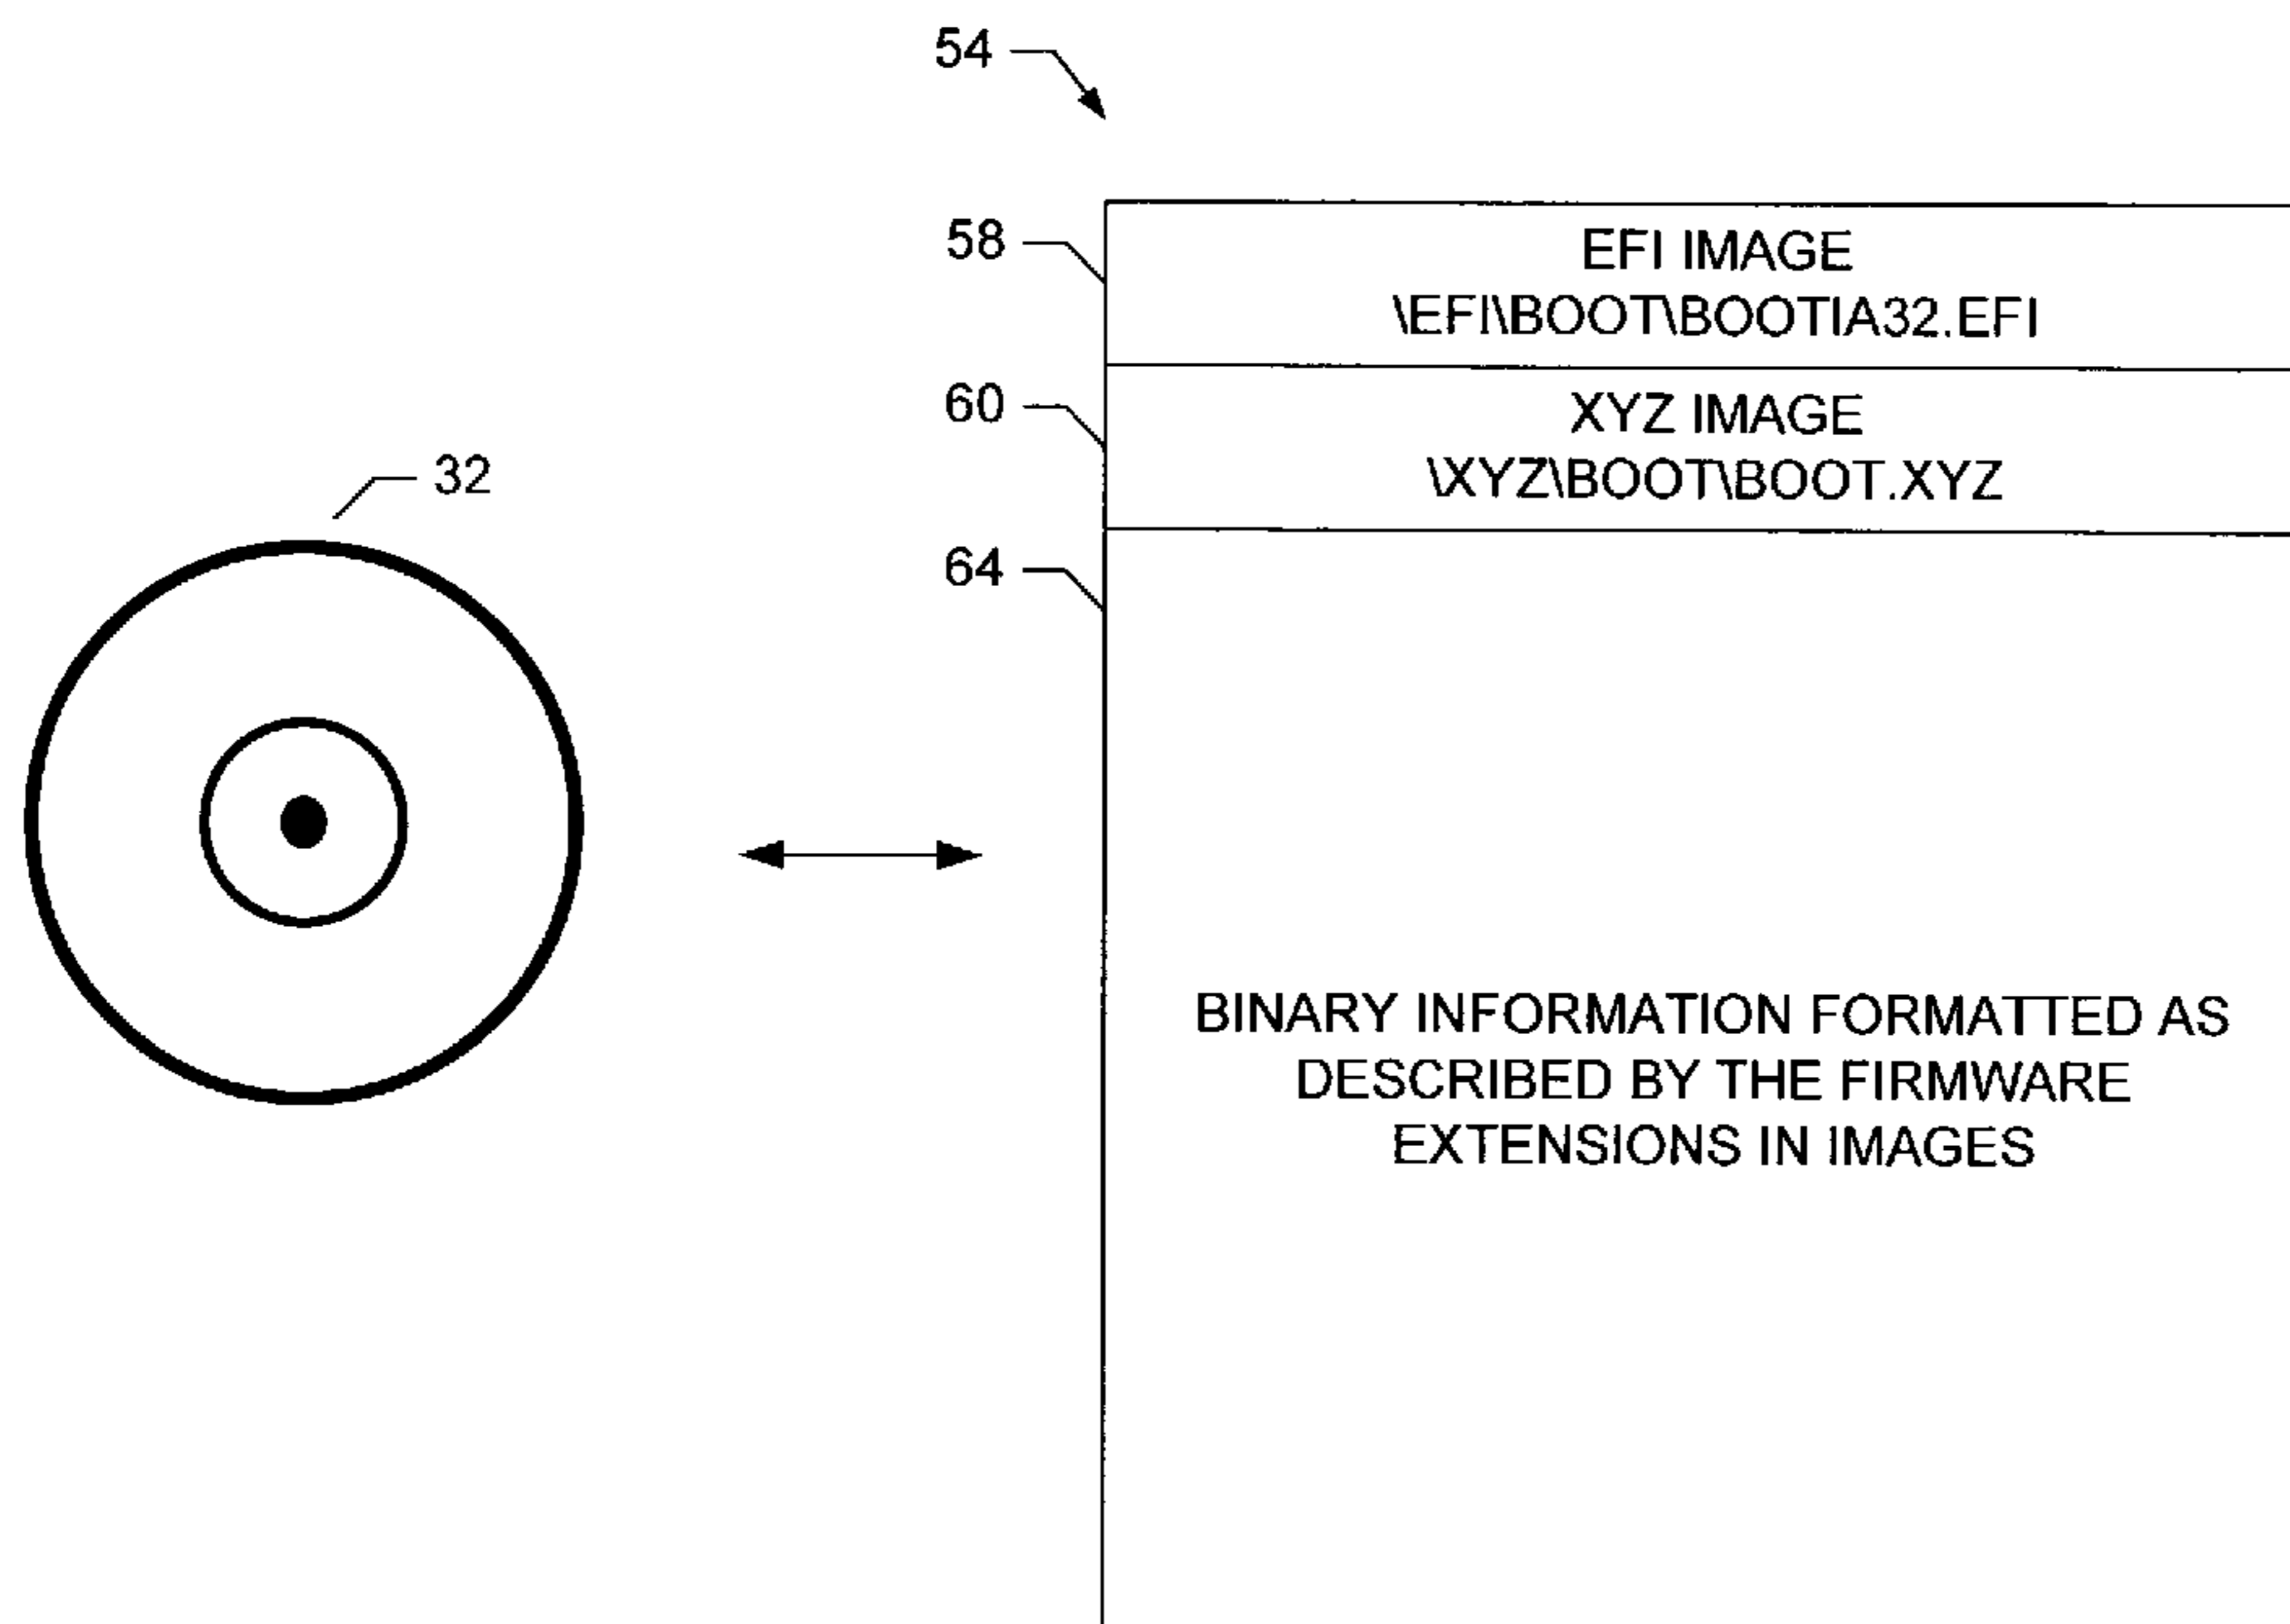 54
58
EFI IMAGE
\EFI\BOOT\BOOTIA32.EFI
60
XYZ IMAGE
\XYZ\BOOT\BOOT.XYZ
32
64
BINARY INFORMATION FORMATTED AS
DESCRIBED BY THE FIRMWARE
EXTENSIONS IN IMAGES